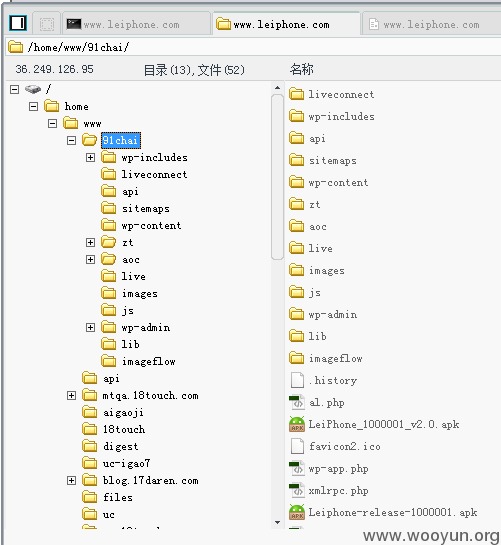 www.leiphone.com www.leiphone.com www.leiphone.com
/home/www/91chai/
36.249.126.95 目录(13),文件(52) 名称
/
home
www
91chai
wp-includes
liveconnect
api
sitemaps
wp-content
zt
aoc
live
images
js
wp-admin
lib
imageflow
api
mtqa.18touch.com
aigaoji
18touch
digest
uc-igao7
blog.17daren.com
files
uc
liveconnect
wp-includes
api
sitemaps
wp-content
zt
aoc
live
images
js
wp-admin
lib
imageflow
.history
al.php
LeiPhone_1000001_v2.0.apk
favicon2.ico
wp-app.php
xmlrpc.php
Leiphone-release-1000001.apk
www.wooyun.org